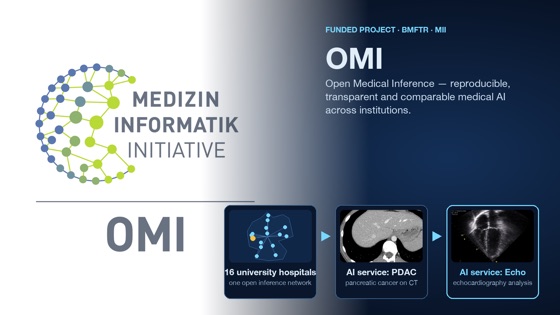 MEDIZIN
INFORMATIK
INITIATIVE
OMI
FUNDED PROJECT · BMFTR · MII
OMI
Open Medical Inference — reproducible,
transparent and comparable medical AI
across institutions.
16 university hospitals
one open inference network
AI service: PDAC
pancreatic cancer on CT
AI service: Echo
echocardiography analysis